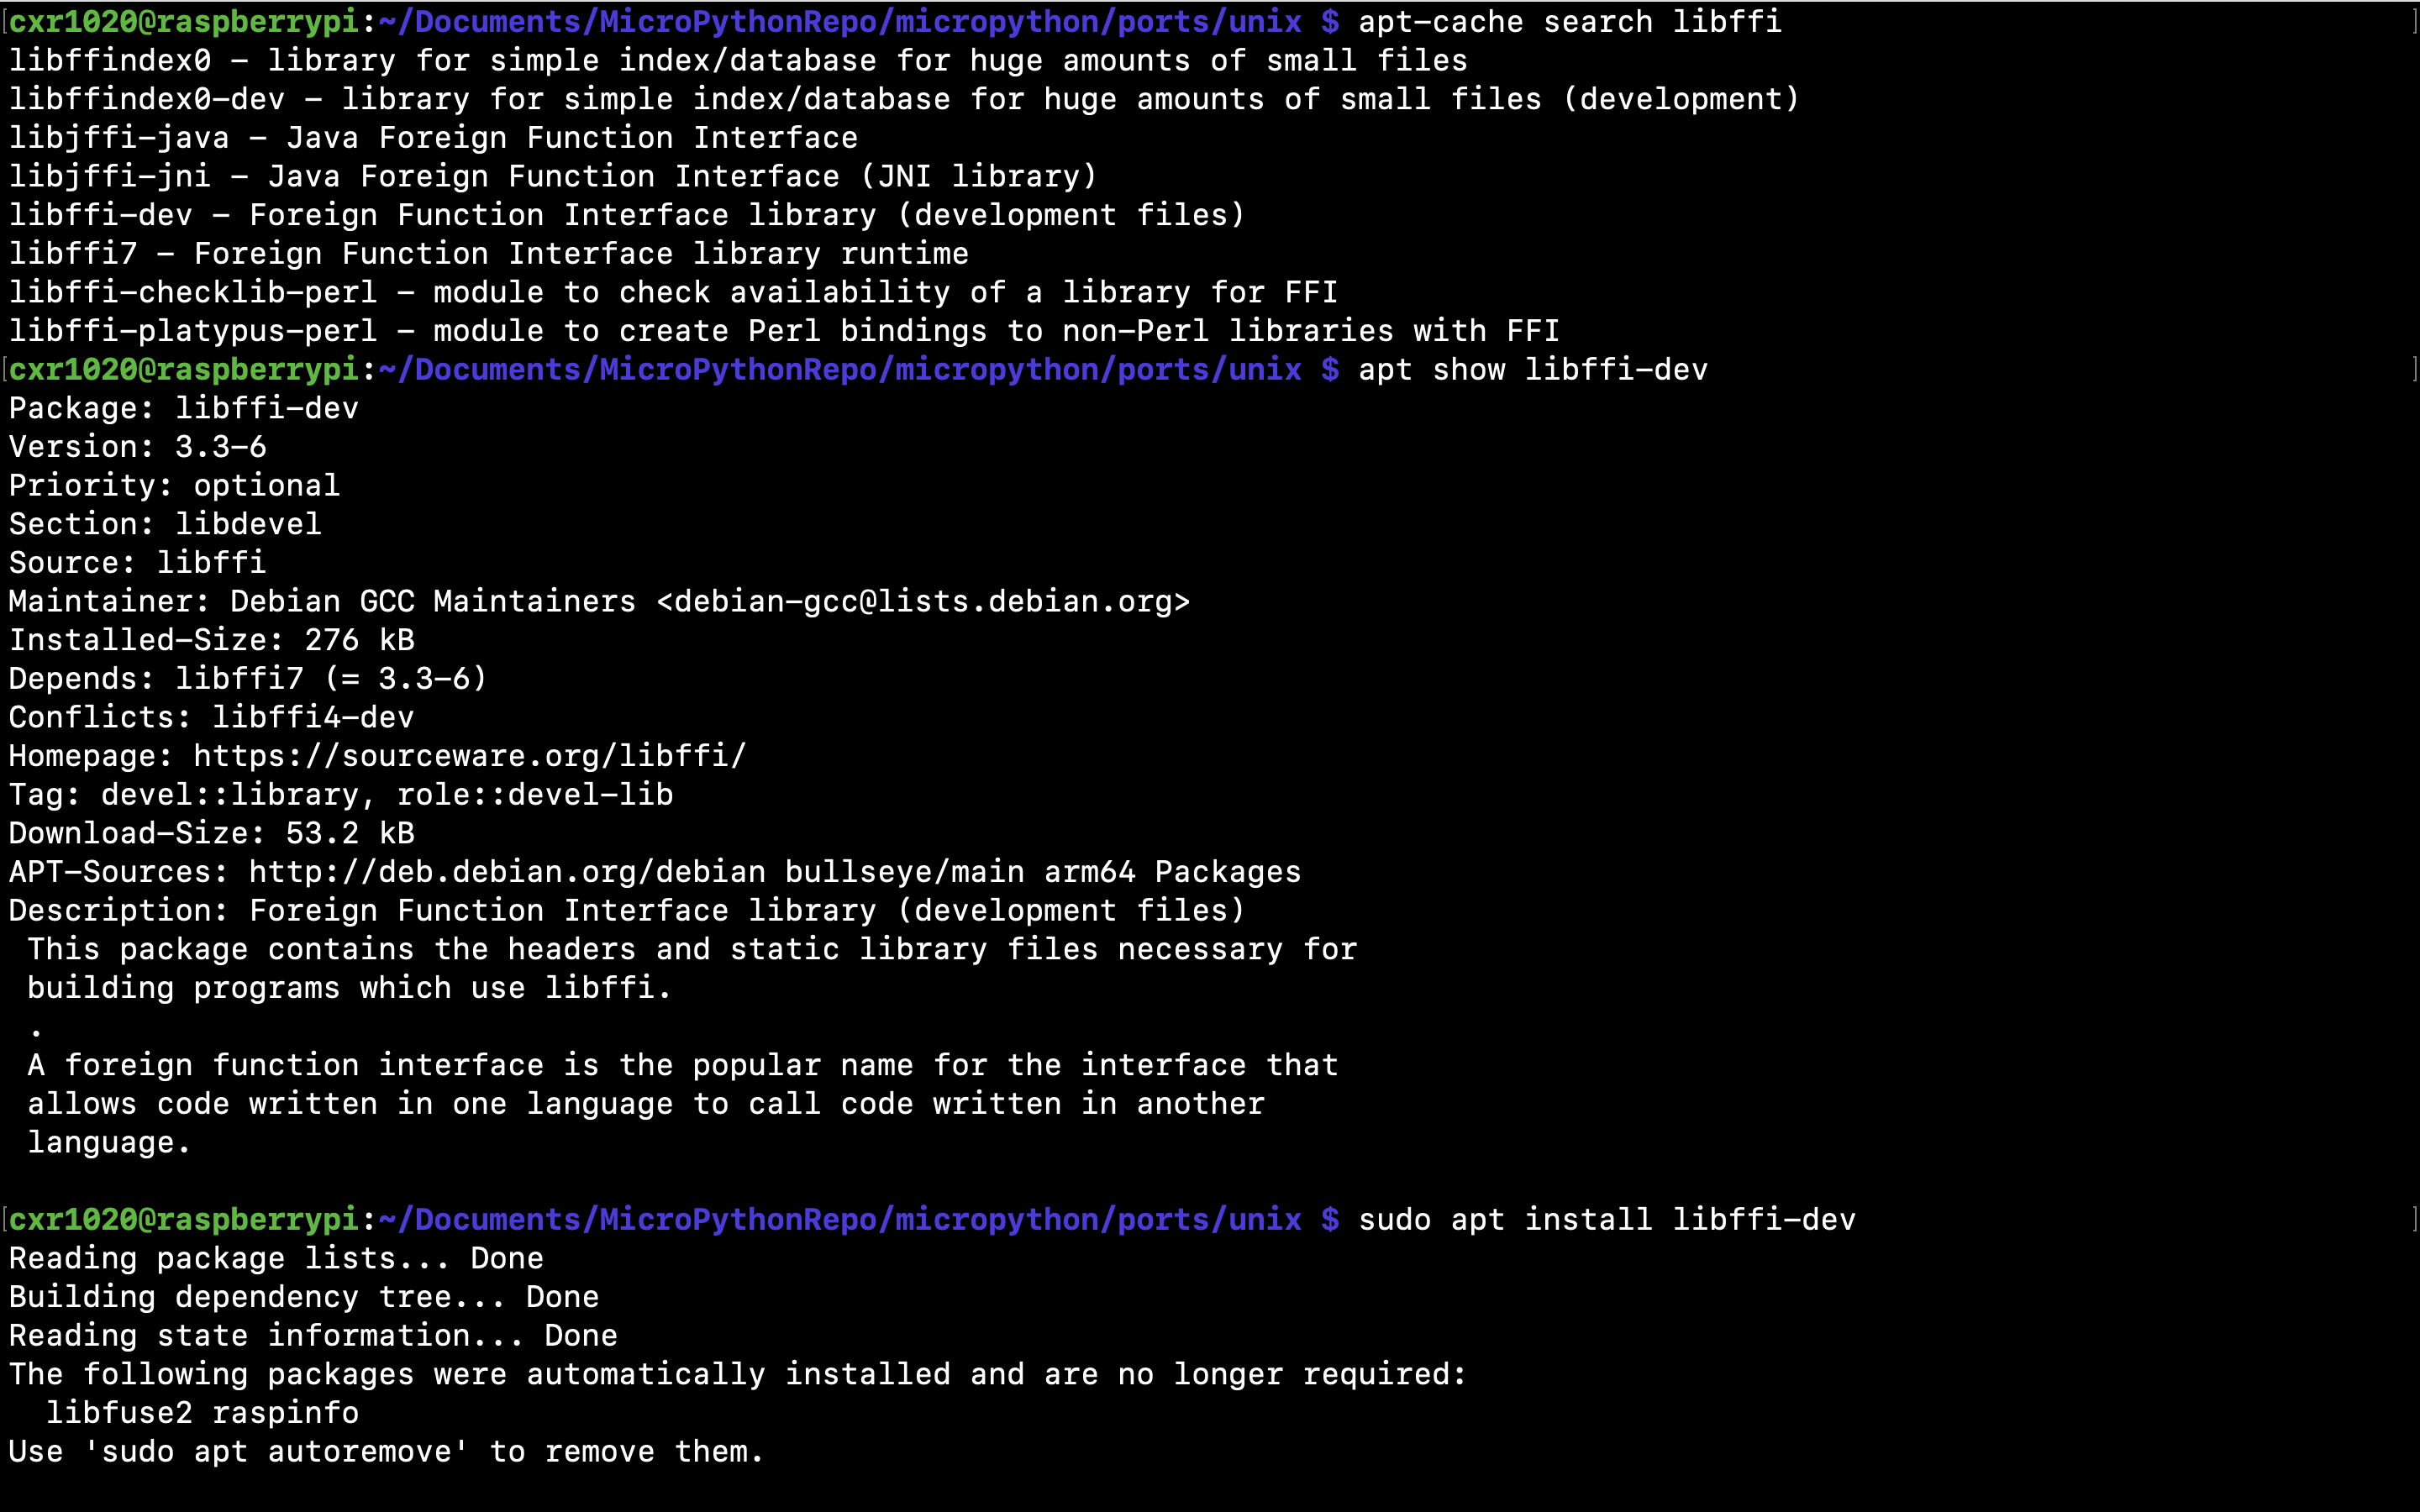 cxr1020@raspberrypi:~/Documents/MicroPythonRepo/micropython/ports/unix $ apt-cache search libffi
libffindex0 - library for simple index/database for huge amounts of small files
libffindex0-dev - library for simple index/database for huge amounts of small files (development)
libjffi-java - Java Foreign Function Interface
libjffi-jni - Java Foreign Function Interface (JNI library)
libffi-dev - Foreign Function Interface library (development files)
libffi7 - Foreign Function Interface library runtime
libffi-checklib-perl - module to check availability of a library for FFI
libffi-platypus-perl - module to create Perl bindings to non-Perl libraries with FFI
cxr1020@raspberrypi:~/Documents/MicroPythonRepo/micropython/ports/unix $ apt show libffi-dev
Package: libffi-dev
Version: 3.3-6
Priority: optional
Section: libdevel
Source: libffi
Maintainer: Debian GCC Maintainers <debian-gcc@lists.debian.org>
Installed-Size: 276 kB
Depends: libffi7 (= 3.3-6)
Conflicts: libffi4-dev
Homepage: https://sourceware.org/libffi/
Tag: devel::library, role::devel-lib
Download-Size: 53.2 kB
APT-Sources: http://deb.debian.org/debian bullseye/main arm64 Packages
Description: Foreign Function Interface library (development files)
 This package contains the headers and static library files necessary for
 building programs which use libffi.
 .
 A foreign function interface is the popular name for the interface that
 allows code written in one language to call code written in another
 language.
cxr1020@raspberrypi:~/Documents/MicroPythonRepo/micropython/ports/unix $ sudo apt install libffi-dev
Reading package lists... Done
Building dependency tree... Done
Reading state information... Done
The following packages were automatically installed and are no longer required:
  libfuse2 raspinfo
Use 'sudo apt autoremove' to remove them.